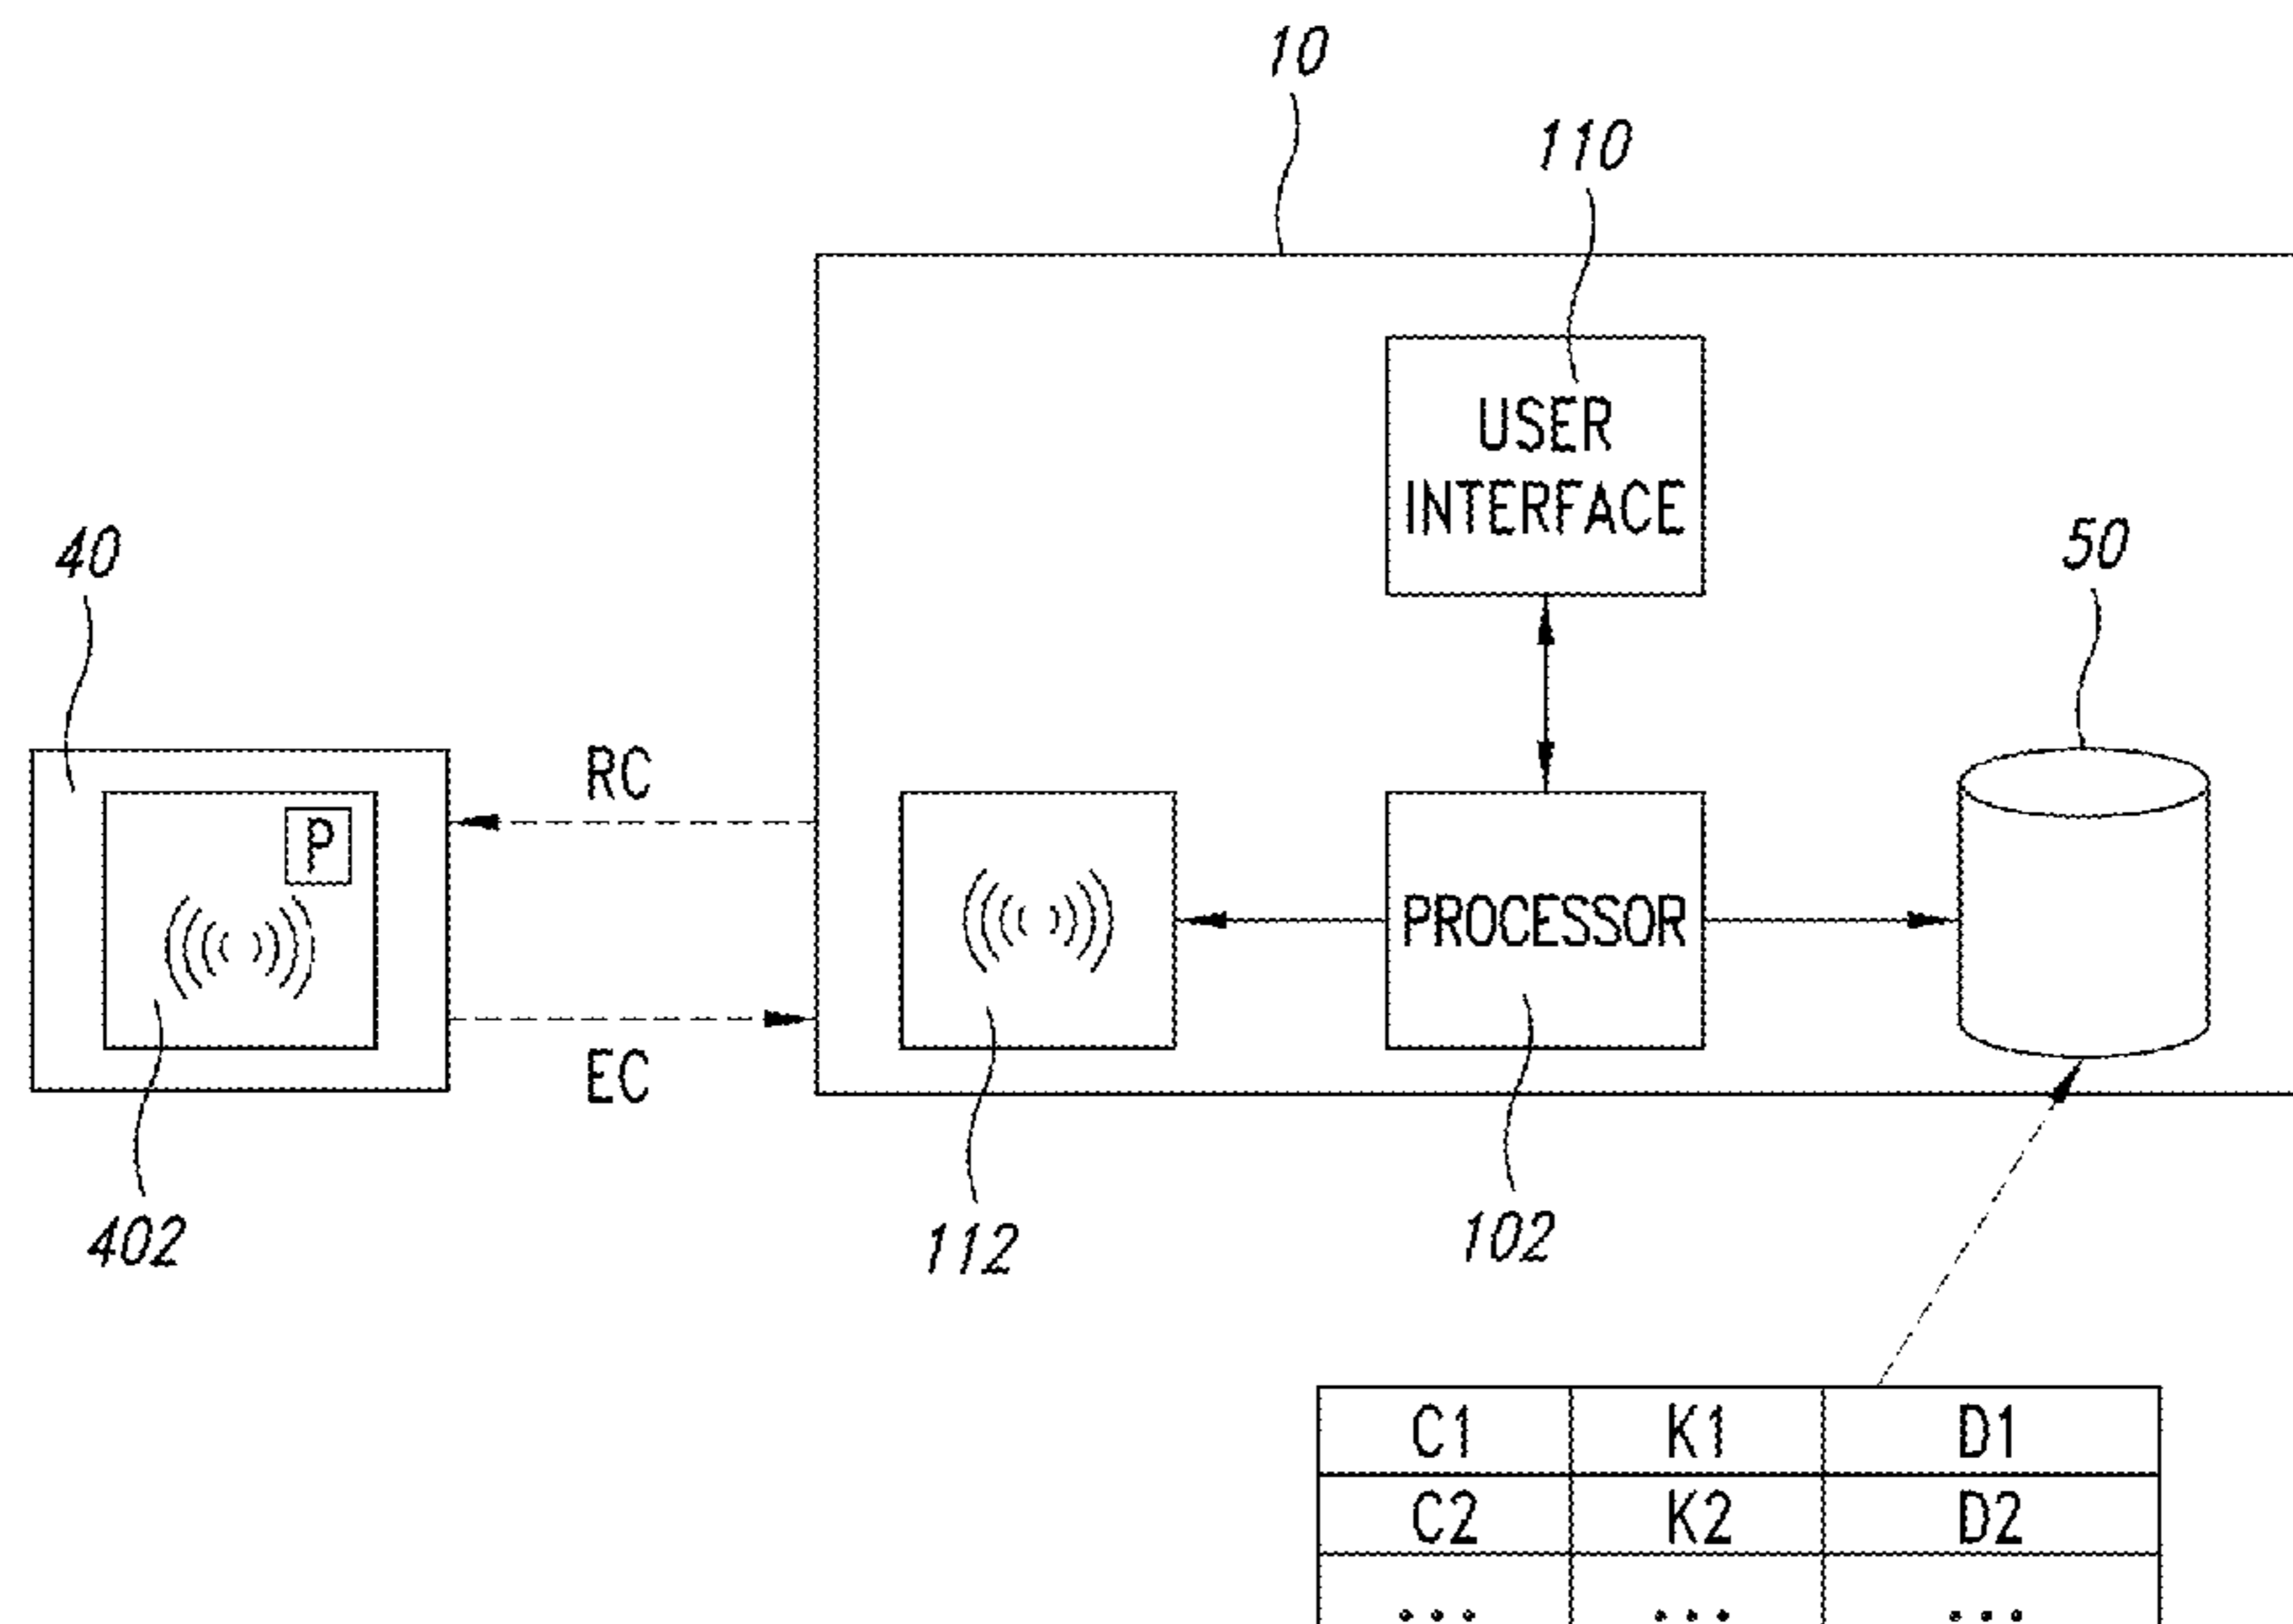 10
110
USER
INTERFACE
40
50
RC
P
PROCESSOR
EC
402
112
102
C1 K1 D1
C2 K2 D2
... ... ...